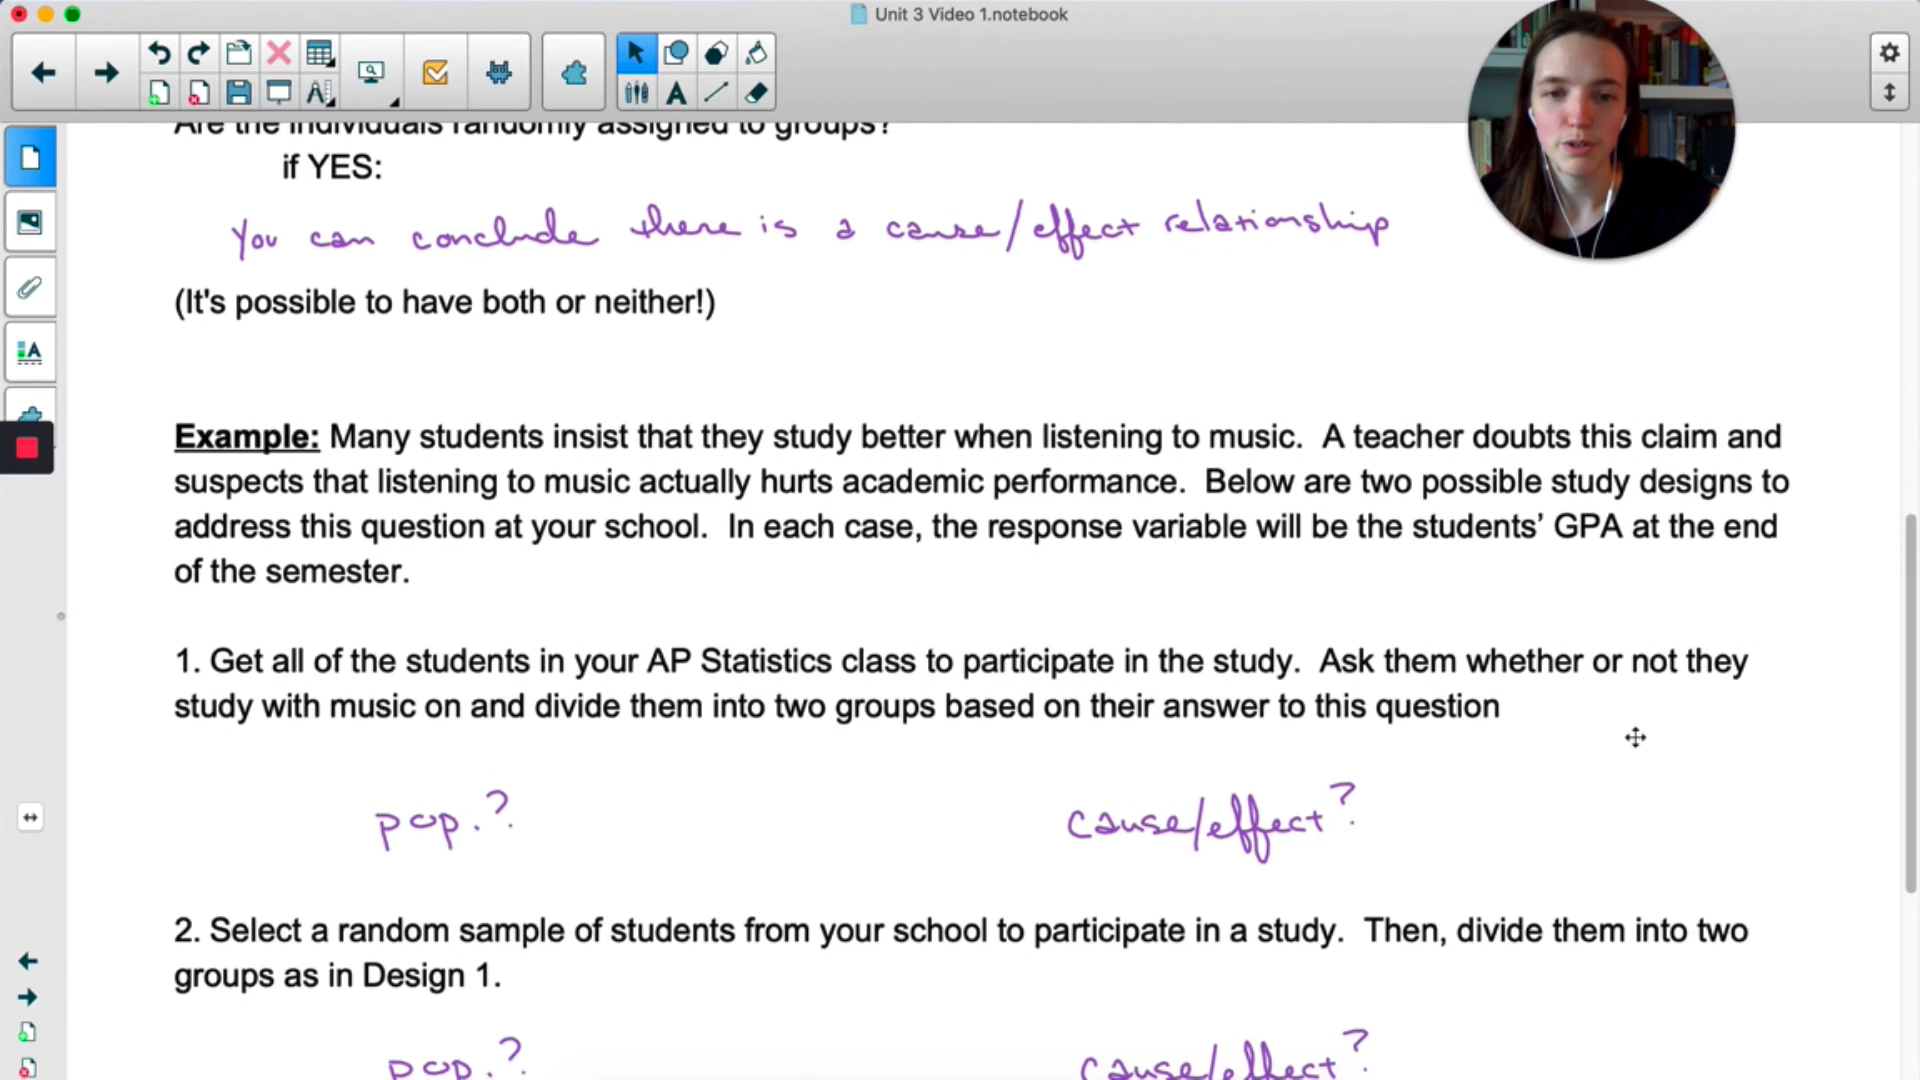 Unit 3 Video 1.notebook
Are the individuals randomly assigned to groups?
if YES:
You can conclude there is a cause/effect relationship
(It's possible to have both or neither!)
Example: Many students insist that they study better when listening to music. A teacher doubts this claim and
suspects that listening to music actually hurts academic performance. Below are two possible study designs to
address this question at your school. In each case, the response variable will be the students’ GPA at the end
of the semester.
1. Get all of the students in your AP Statistics class to participate in the study. Ask them whether or not they
study with music on and divide them into two groups based on their answer to this question
pop.?
cause/effect?
2. Select a random sample of students from your school to participate in a study. Then, divide them into two
groups as in Design 1.
pop.?
cause/effect?